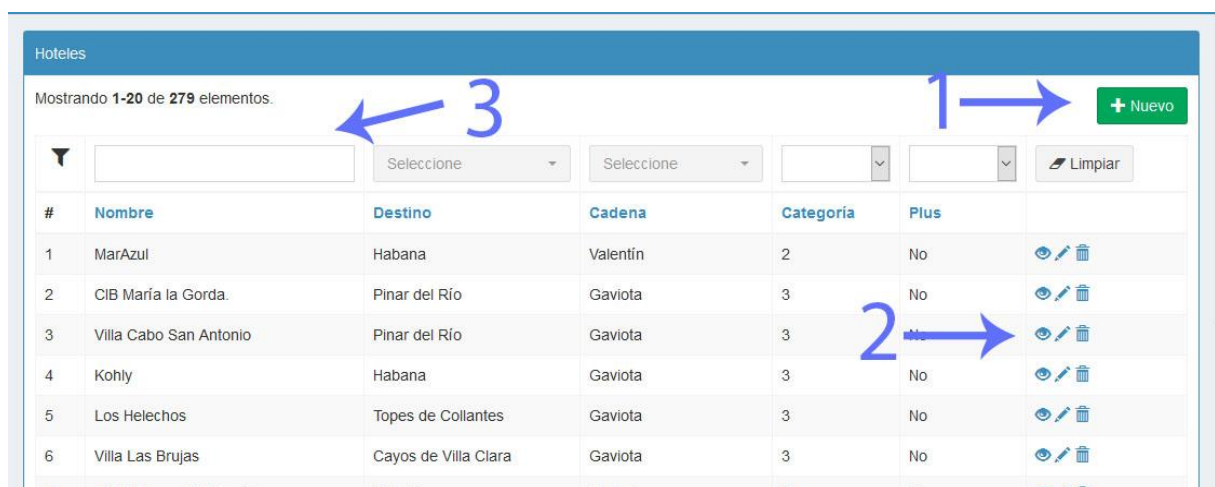 Hoteles
Mostrando 1-20 de 279 elementos. 3 1 + Nuevo
Seleccione Seleccione Limpiar
# Nombre Destino Cadena Categoría Plus
1 MarAzul Habana Valentín 2 No
2 CIB María la Gorda. Pinar del Río Gaviota 3 No
3 Villa Cabo San Antonio Pinar del Río Gaviota 3 2 No
4 Kohly Habana Gaviota 3 No
5 Los Helechos Topes de Collantes Gaviota 3 No
6 Villa Las Brujas Cayos de Villa Clara Gaviota 3 No